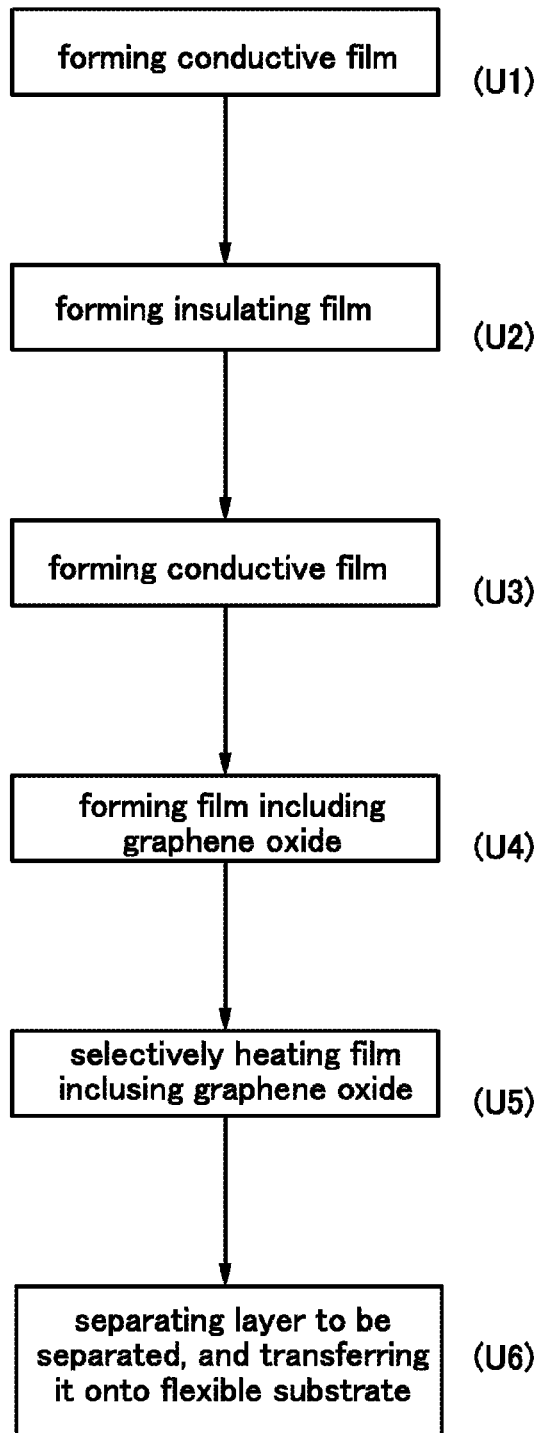 forming conductive film
(U1)
forming insulating film
(U2)
forming conductive film
(U3)
forming film including
graphene oxide
(U4)
selectively heating film
inclusing graphene oxide
(U5)
separating layer to be
separated, and transferring
it onto flexible substrate
(U6)